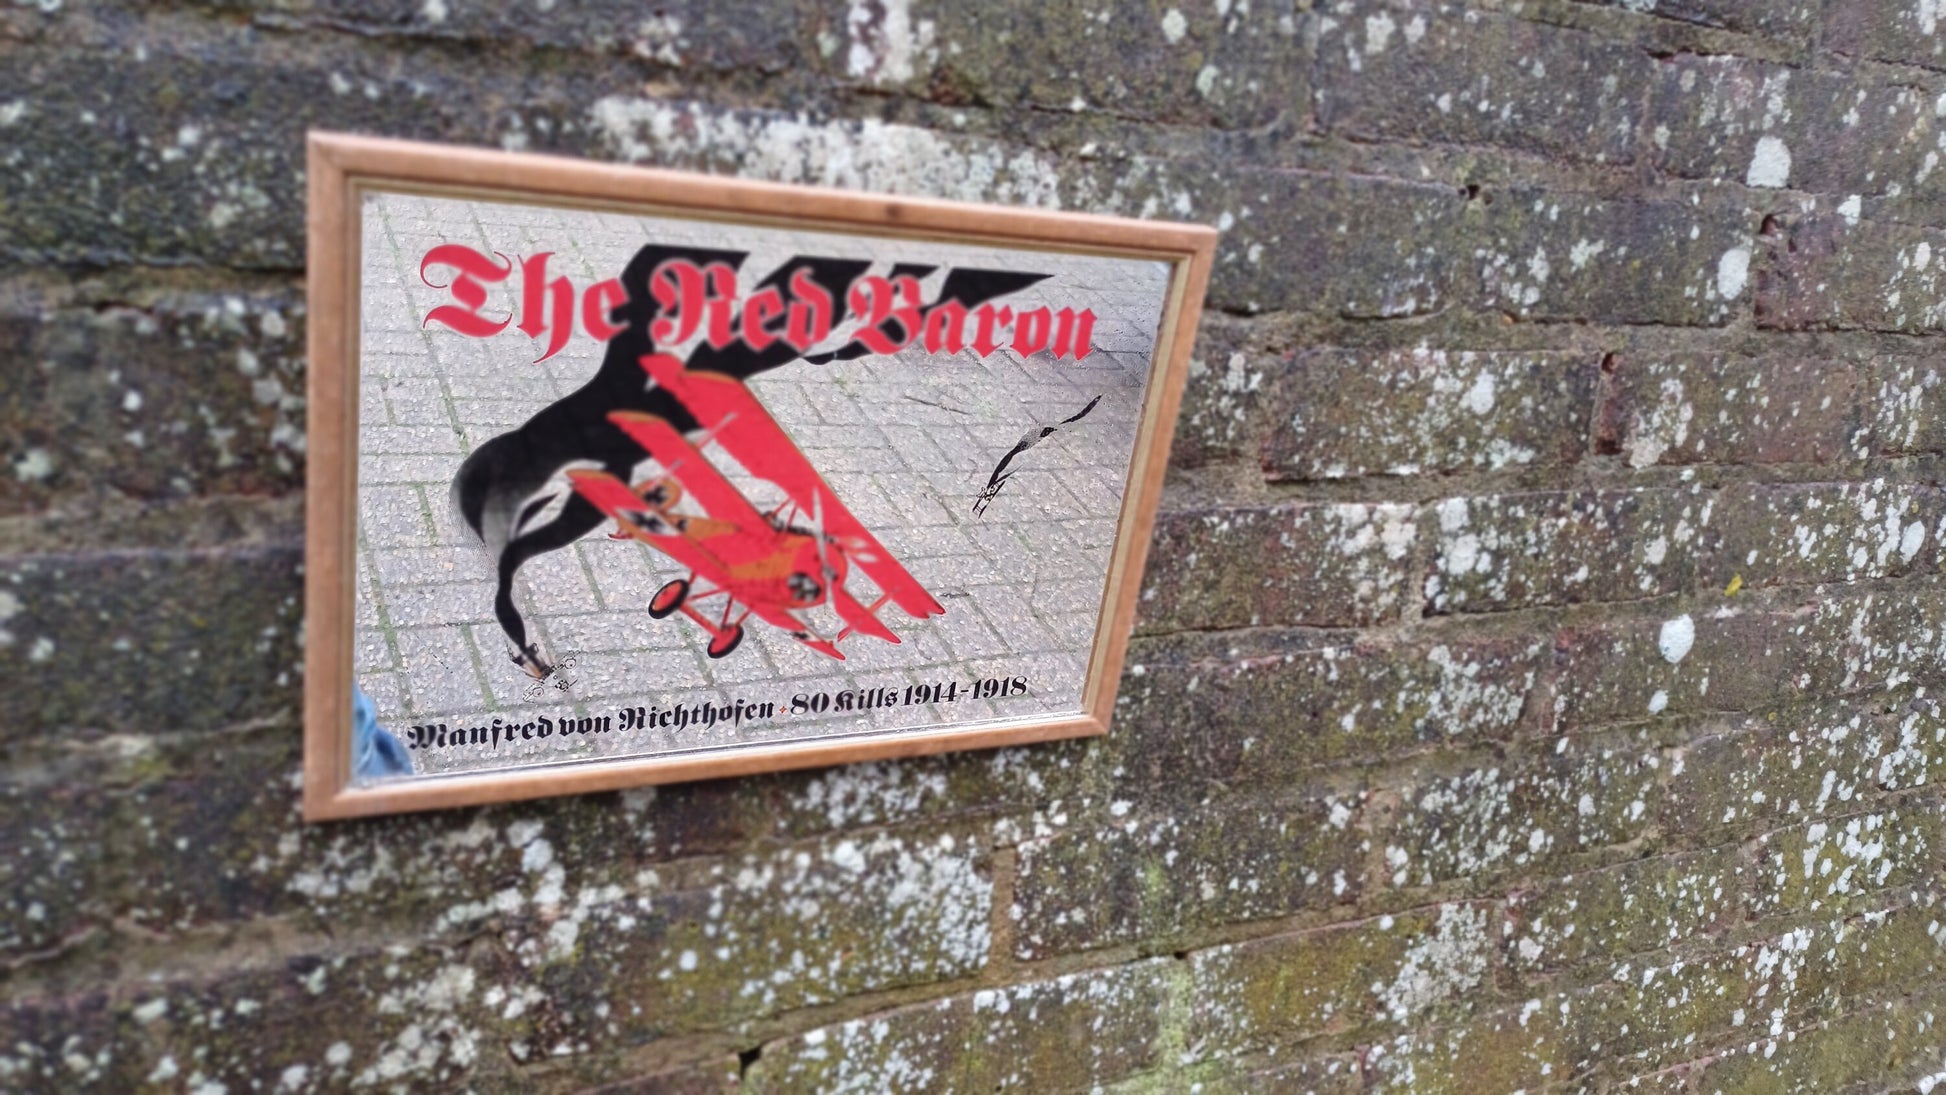 The Red Baron
Manfred von Richthofen + 80 Kills 1914-1918